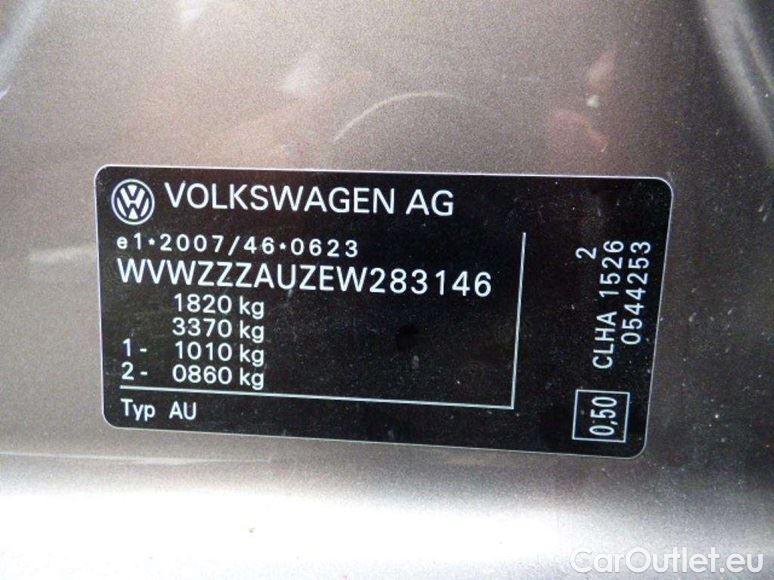 VOLKSWAGEN AG
e1*2007/46*0623
WVWZZZAUZEW283146
1820 kg
3370 kg
1- 1010 kg
2- 0860 kg
Typ AU
2
CLHA 1526
0544253
0,50
CarOutlet.eu